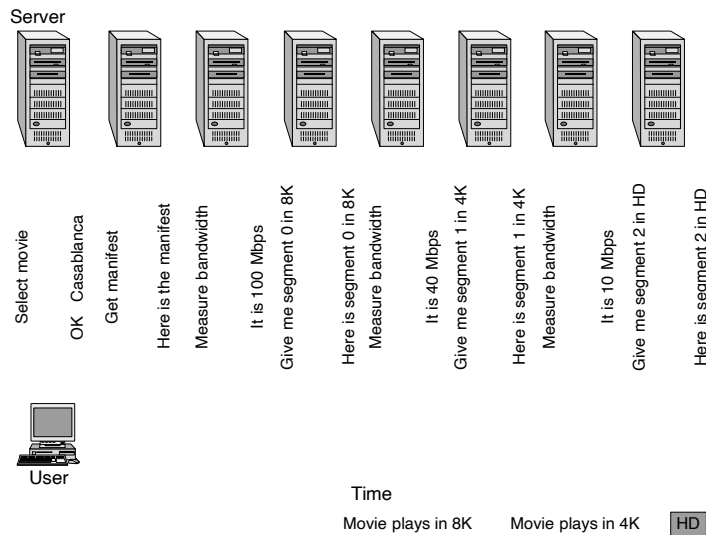 Server
Select movie
OK Casablanca
Get manifest
Here is the manifest
Measure bandwidth
It is 100 Mbps
Give me segment 0 in 8K
Here is segment 0 in 8K
Measure bandwidth
It is 40 Mbps
Give me segment 1 in 4K
Here is segment 1 in 4K
Measure bandwidth
It is 10 Mbps
Give me segment 2 in HD
Here is segment 2 in HD
User
Time
Movie plays in 8K
Movie plays in 4K
HD